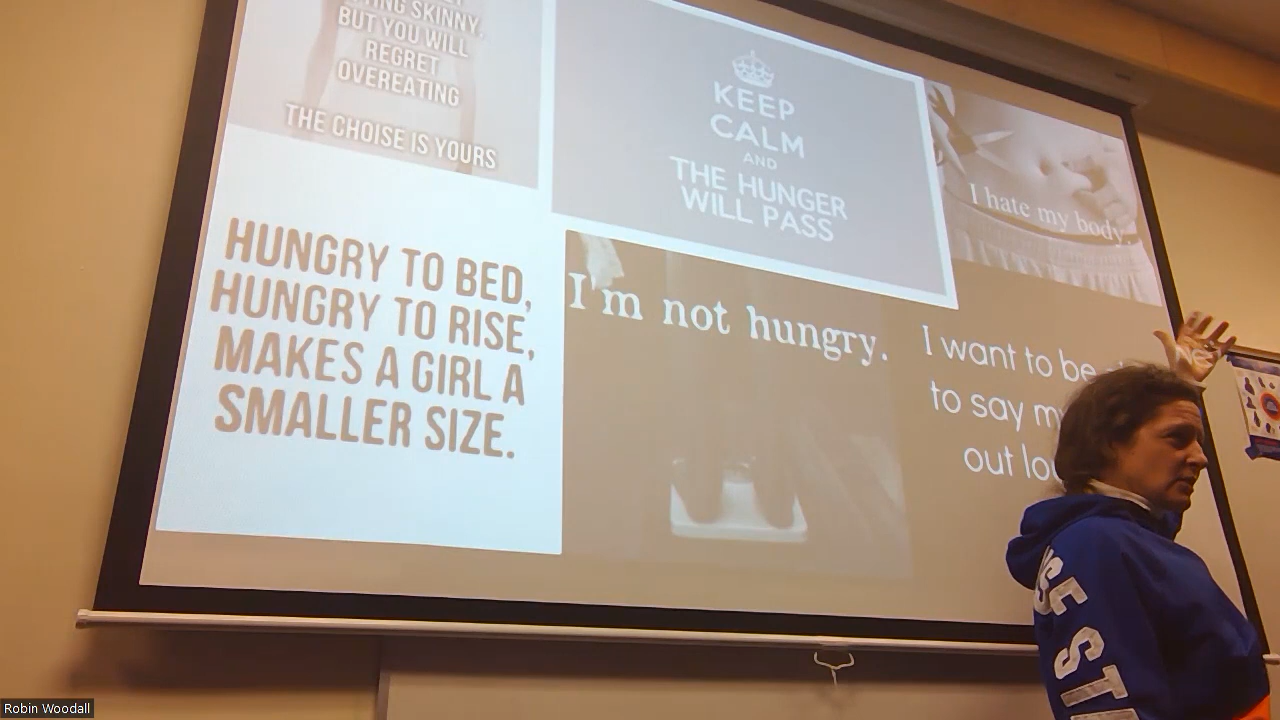 SKINNY,
BUT YOU WILL
REGRET
OVEREATING
THE CHOISE IS YOURS
KEEP
CALM
AND
THE HUNGER
WILL PASS
I hate my body.
HUNGRY TO BED,
HUNGRY TO RISE,
MAKES A GIRL A
SMALLER SIZE.
I'm not hungry.
I want to be
to say
out
Robin Woodall